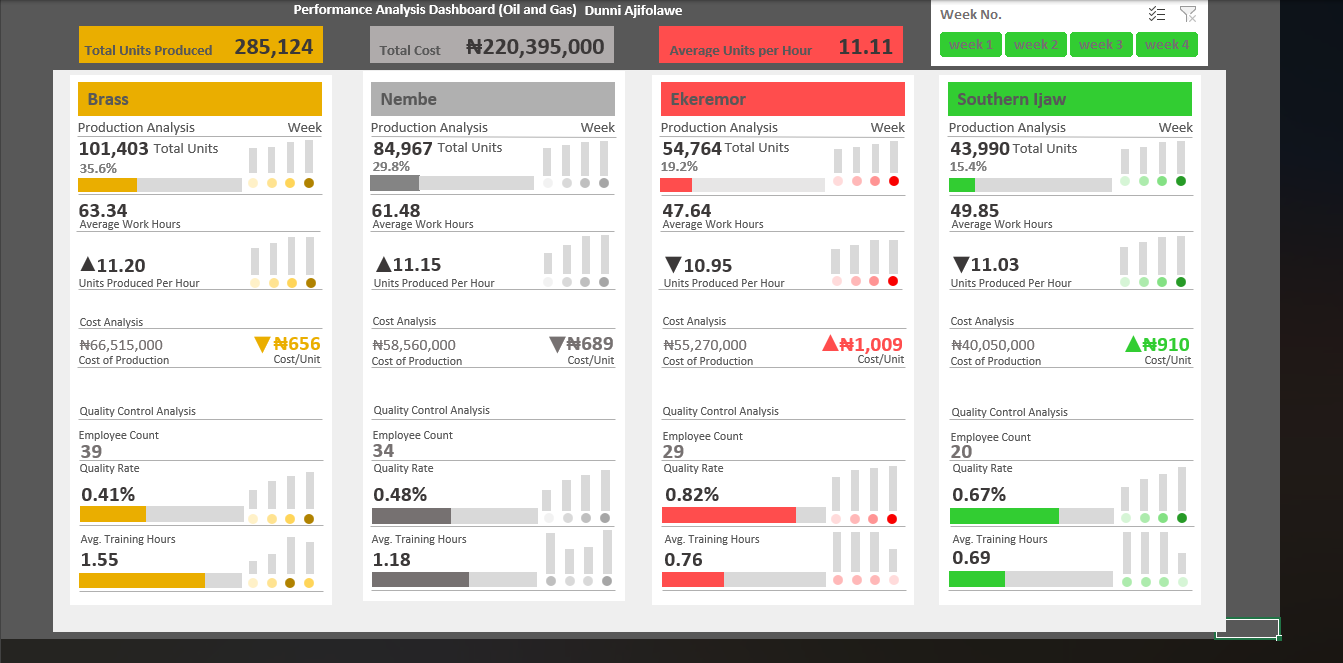 Performance Analysis Dashboard (Oil and Gas) Dunni Ajifolawe
Total Units Produced 285,124
Total Cost ₦220,395,000
Average Units per Hour 11.11
Week No.
week 1 week 2 week 3 week 4
Brass
Production Analysis Week
101,403 Total Units
35.6%
63.34
Average Work Hours
▲11.20
Units Produced Per Hour
Cost Analysis
₦66,515,000 ▼₦656
Cost of Production Cost/Unit
Quality Control Analysis
Employee Count
39
Quality Rate
0.41%
Avg. Training Hours
1.55
Nembe
Production Analysis Week
84,967 Total Units
29.8%
61.48
Average Work Hours
▲11.15
Units Produced Per Hour
Cost Analysis
₦58,560,000 ▼₦689
Cost of Production Cost/Unit
Quality Control Analysis
Employee Count
34
Quality Rate
0.48%
Avg. Training Hours
1.18
Ekeremor
Production Analysis Week
54,764 Total Units
19.2%
47.64
Average Work Hours
▼10.95
Units Produced Per Hour
Cost Analysis
₦55,270,000 ▲₦1,009
Cost of Production Cost/Unit
Quality Control Analysis
Employee Count
29
Quality Rate
0.82%
Avg. Training Hours
0.76
Southern Ijaw
Production Analysis Week
43,990 Total Units
15.4%
49.85
Average Work Hours
▼11.03
Units Produced Per Hour
Cost Analysis
₦40,050,000 ▲₦910
Cost of Production Cost/Unit
Quality Control Analysis
Employee Count
20
Quality Rate
0.67%
Avg. Training Hours
0.69